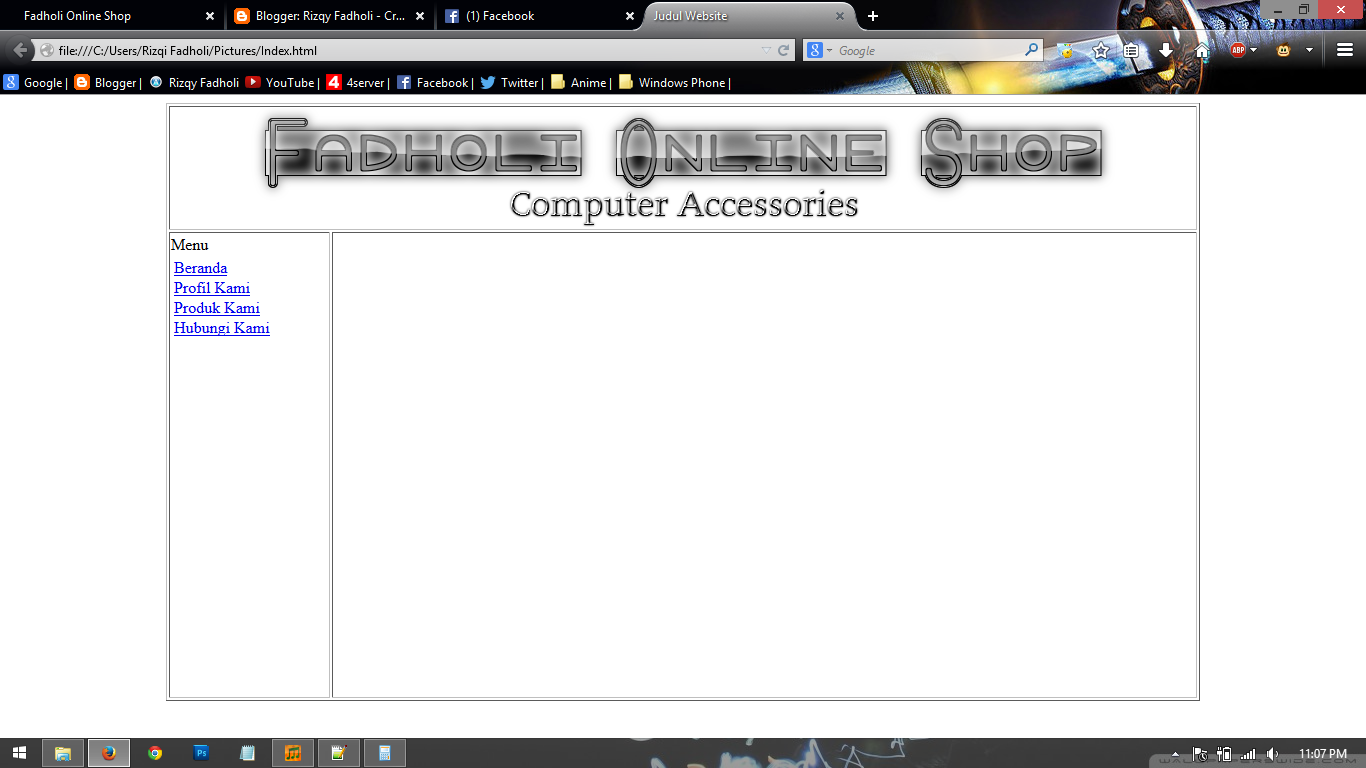 Fadholi Online Shop
Blogger: Rizqy Fadholi - Cr...
(1) Facebook
Judul Website
file:///C:/Users/Rizqi Fadholi/Pictures/Index.html
Google
ABP
Google |
Blogger |
Rizqy Fadholi
YouTube |
4server |
Facebook |
Twitter |
Anime |
Windows Phone |
Fadholi Online Shop
Computer Accessories
Menu
Beranda
Profil Kami
Produk Kami
Hubungi Kami
Ps
11:07 PM